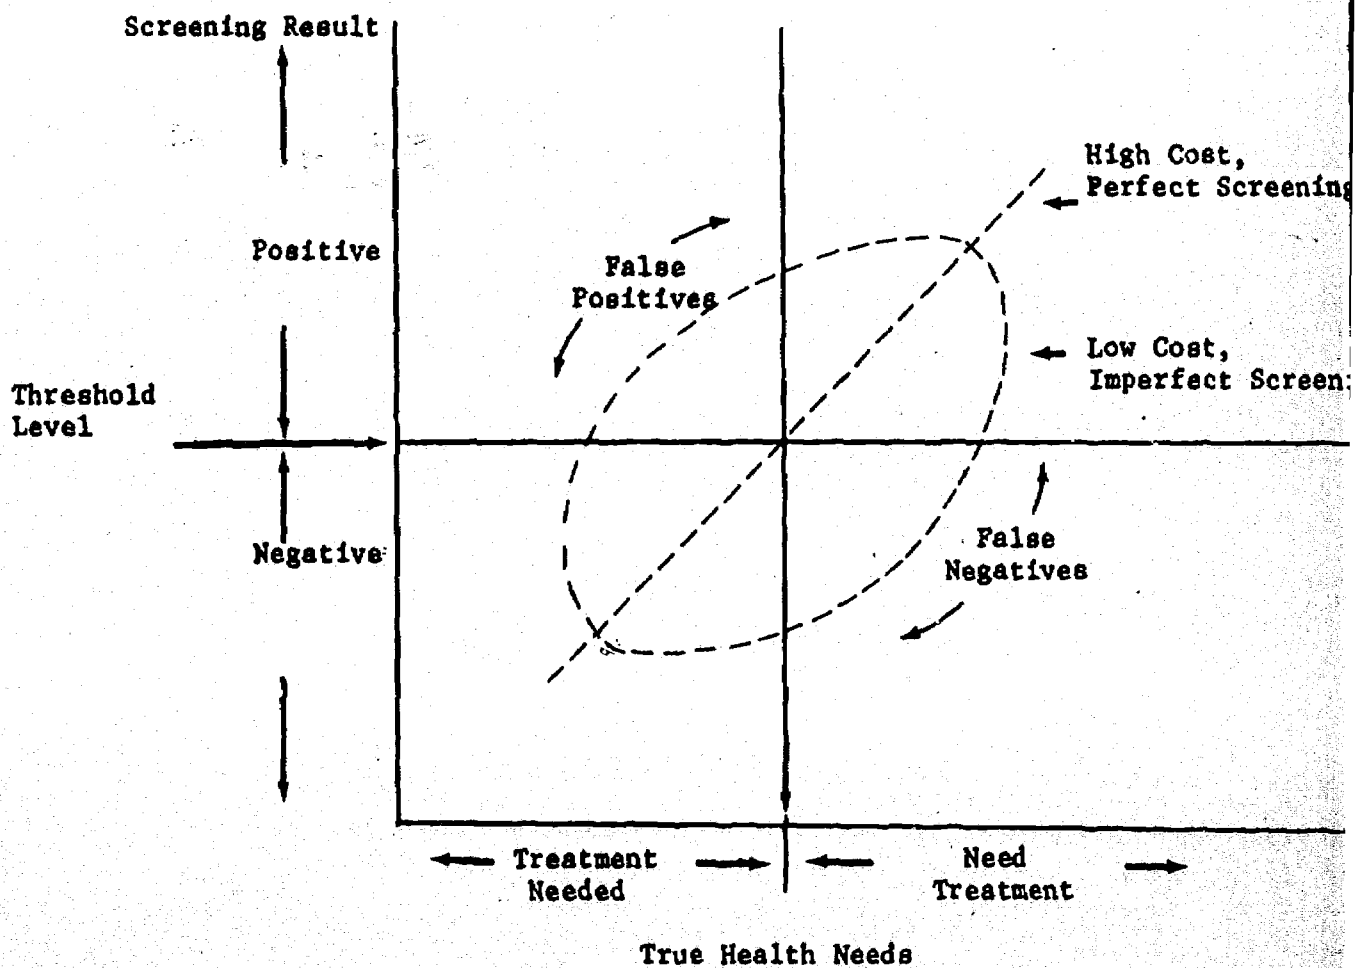 Screening Result
High Cost,
Perfect Screening
Positive
False
Positives
Low Cost,
Imperfect Screen
Threshold
Level
Negative
False
Negatives
Treatment
Needed
Need
Treatment
True Health Needs